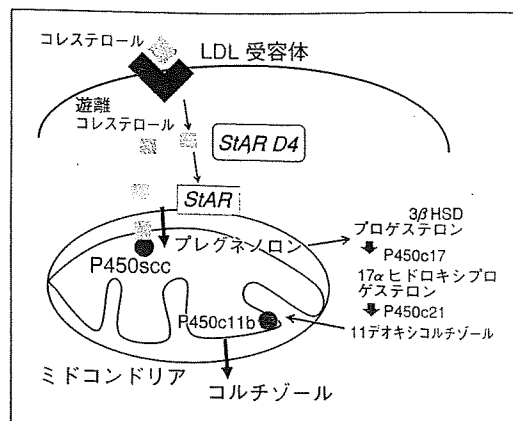 コレステロール
LDL 受容体
遊離
コレステロール
StAR D4
StAR
3βHSD
プレグネノロン
プロゲステロン
P450c17
P450scc
17α ヒドロキシプロ
ゲステロン
P450c21
P450c11b
11デオキシコルチゾール
ミドコンドリア
コルチゾール